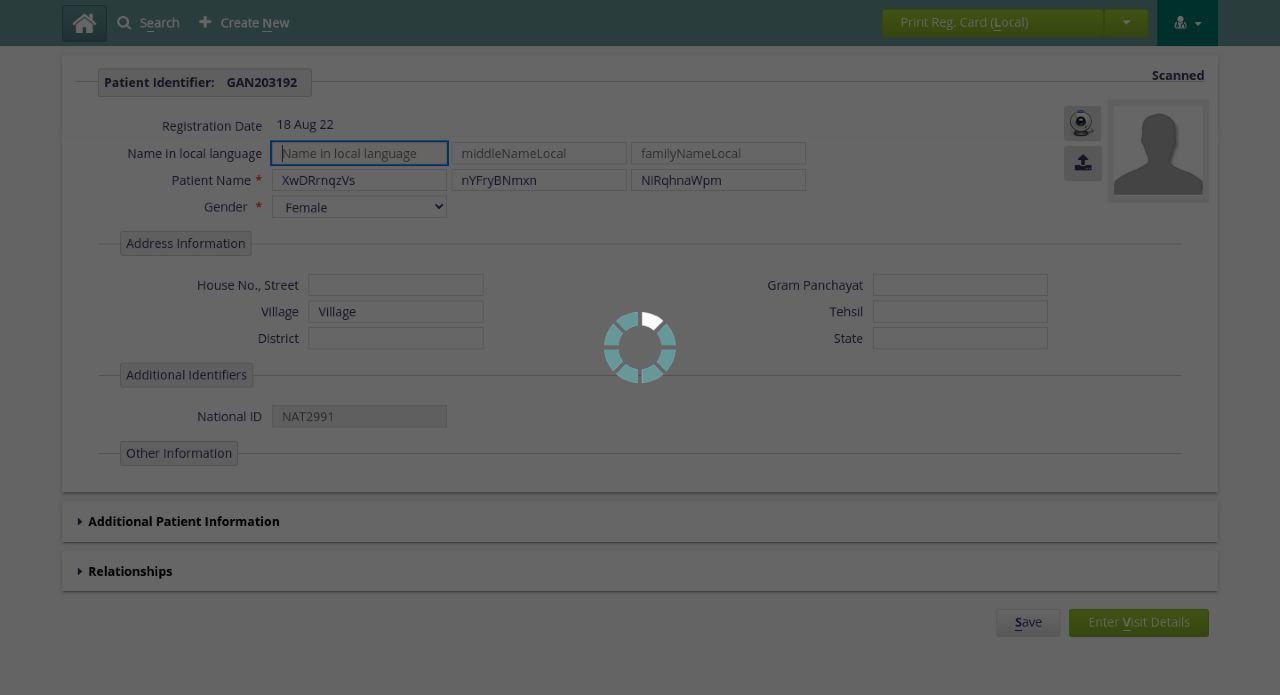 Search Create New Print Reg. Card (Local)
Patient Identifier: GAN203192 Scanned
Registration Date 18 Aug 22
Name in local language Name in local language middleNameLocal familyNameLocal
Patient Name * XwDRrnqzVs nYFryBNmxn NiRqhnaWpm
Gender * Female
Address Information
House No., Street Gram Panchayat
Village Village Tehsil
District State
Additional Identifiers
National ID NAT2991
Other Information
Additional Patient Information
Relationships
Save Enter Visit Details